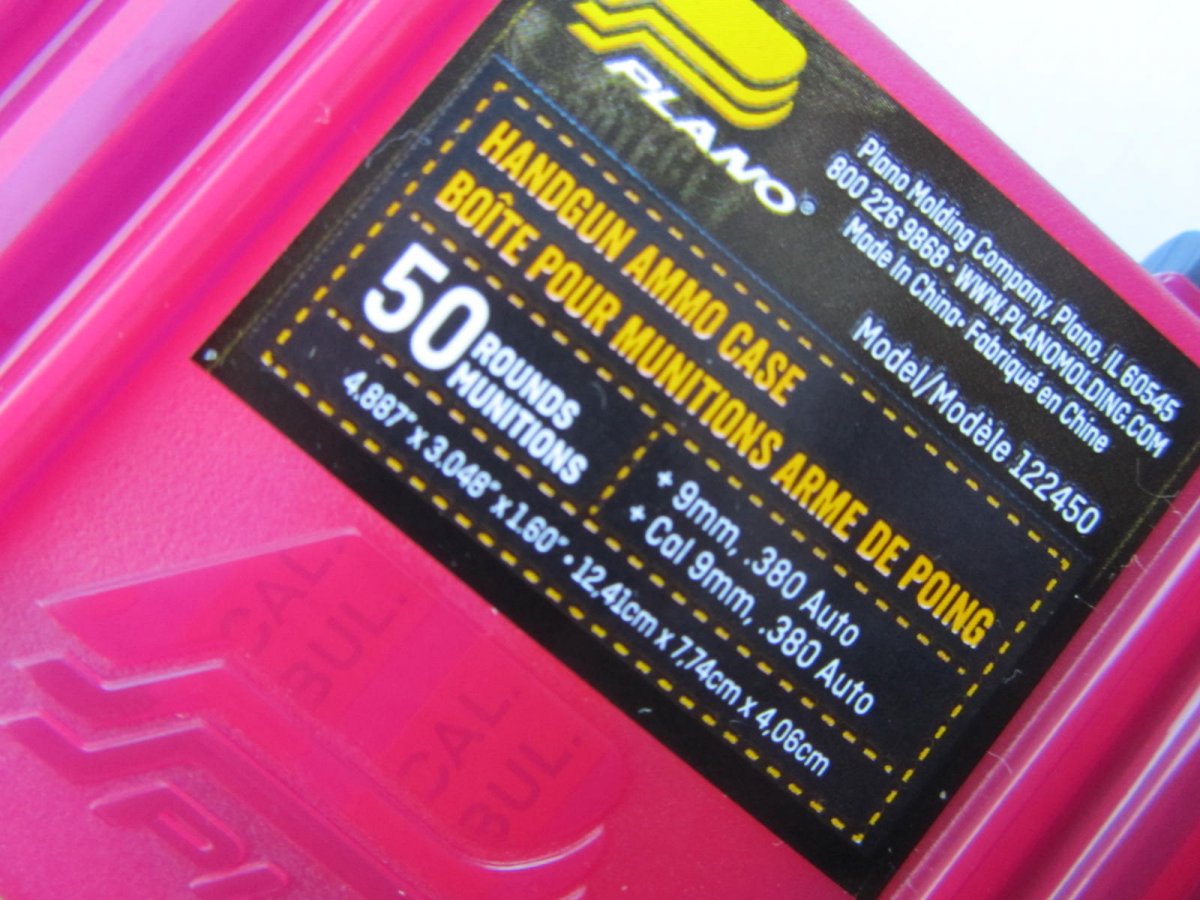 PLANO®
Plano Molding Company, Plano, IL 60545
800 226 9868 • WWW.PLANOMOLDING.COM
Made in China • Fabriqué en Chine
Model/Modèle 122450
HANDGUN AMMO CASE
BOÎTE POUR MUNITIONS ARME DE POING
50 ROUNDS
MUNITIONS
+ 9mm, .380 Auto
+ Cal 9mm, .380 Auto
4.887" x 3.048" x 1.60" • 12,41cm x 7,74cm x 4,06cm
CAL.
BUL.
CAL.
BUL.